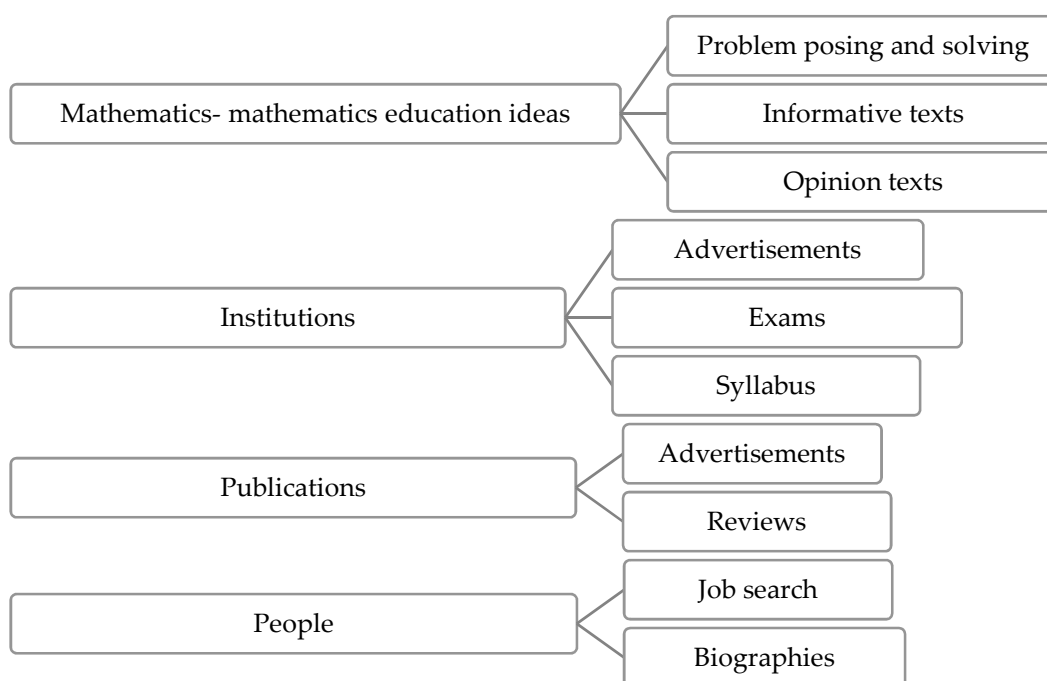 Mathematics- mathematics education ideas
Problem posing and solving
Informative texts
Opinion texts
Institutions
Advertisements
Exams
Syllabus
Publications
Advertisements
Reviews
People
Job search
Biographies